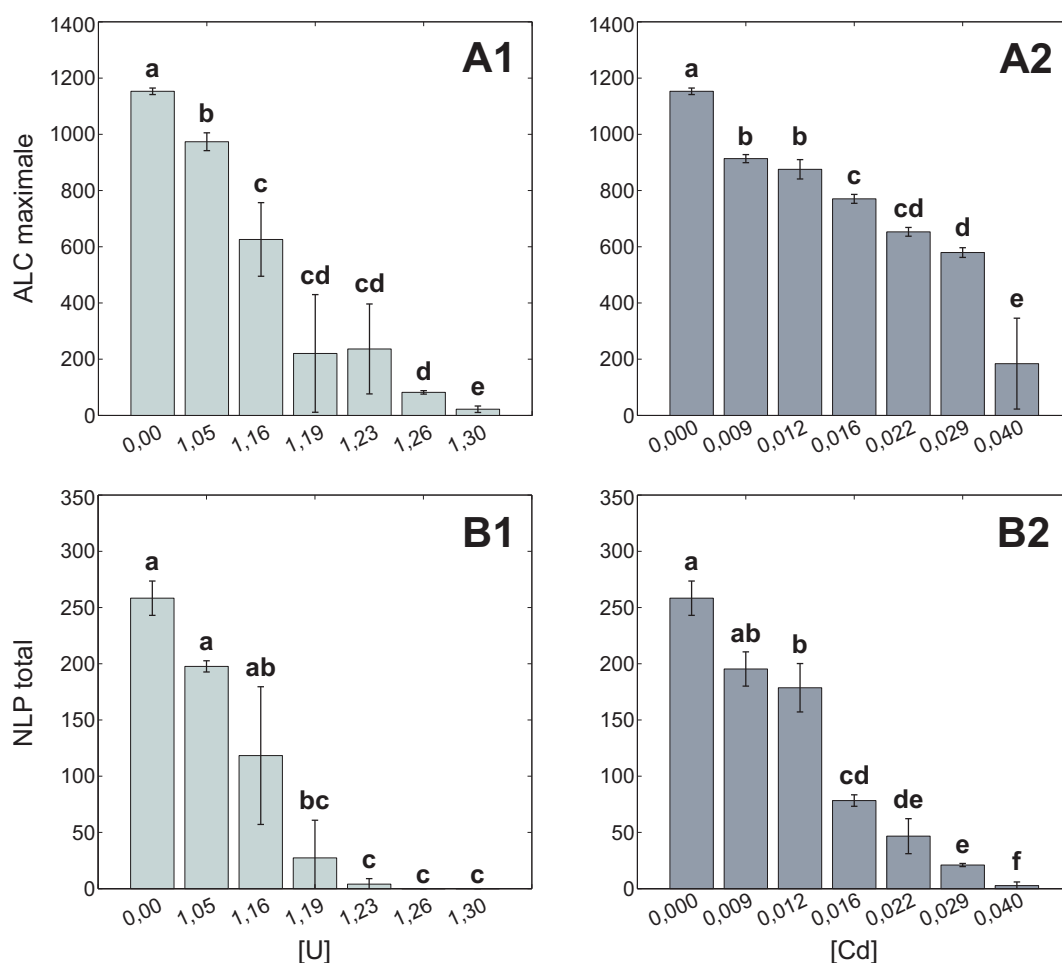 A1
ALC maximale
1400
1200
1000
800
600
400
200
0
a
b
c
cd
cd
d
e
0,00 1,05 1,16 1,19 1,23 1,26 1,30
A2
1400
1200
1000
800
600
400
200
0
a
b
b
c
cd
d
e
0,000 0,009 0,012 0,016 0,022 0,029 0,040
B1
NLP total
350
300
250
200
150
100
50
0
a
a
ab
bc
c
c
c
0,00 1,05 1,16 1,19 1,23 1,26 1,30
[U]
B2
350
300
250
200
150
100
50
0
a
ab
b
cd
de
e
f
0,000 0,009 0,012 0,016 0,022 0,029 0,040
[Cd]